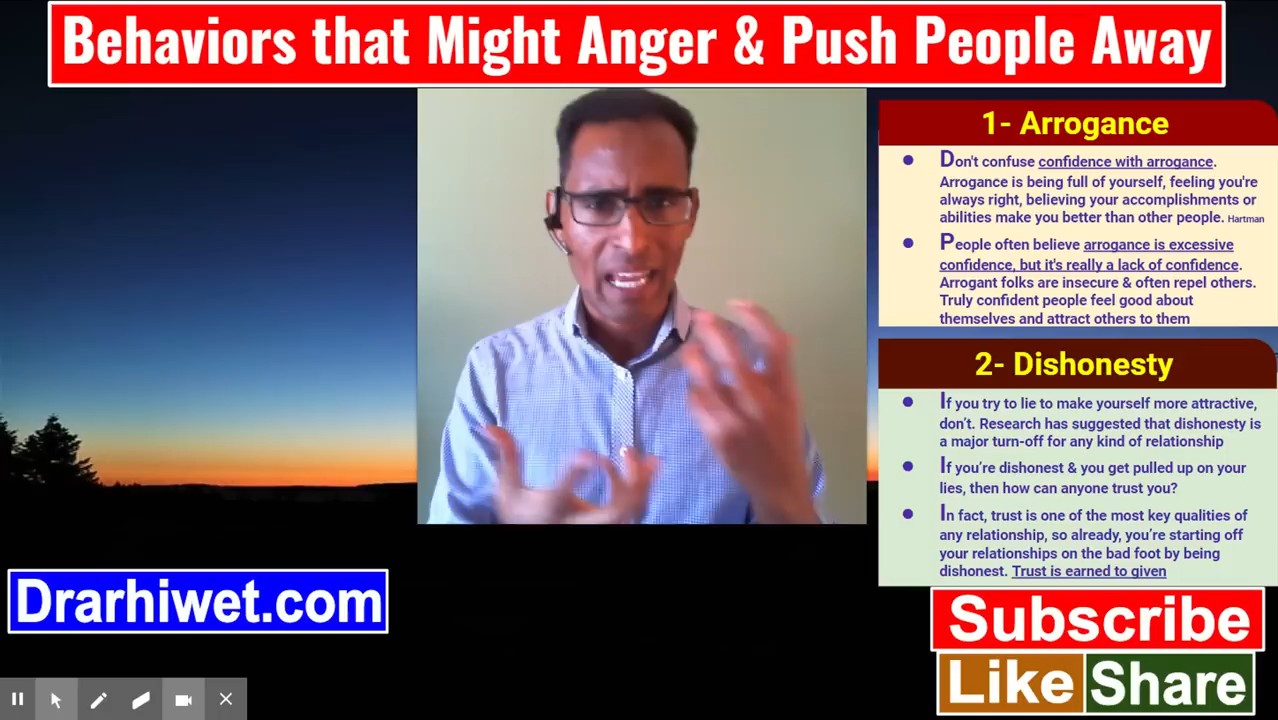 Behaviors that Might Anger & Push People Away
1- Arrogance
● Don't confuse confidence with arrogance.
Arrogance is being full of yourself, feeling you're
always right, believing your accomplishments or
abilities make you better than other people. Hartman
● People often believe arrogance is excessive
confidence, but it's really a lack of confidence.
Arrogant folks are insecure & often repel others.
Truly confident people feel good about
themselves and attract others to them
2- Dishonesty
● If you try to lie to make yourself more attractive,
don't. Research has suggested that dishonesty is
a major turn-off for any kind of relationship
● If you're dishonest & you get pulled up on your
lies, then how can anyone trust you?
● In fact, trust is one of the most key qualities of
any relationship, so already, you're starting off
your relationships on the bad foot by being
dishonest. Trust is earned to given
Drarhiwet.com
Subscribe
Like Share